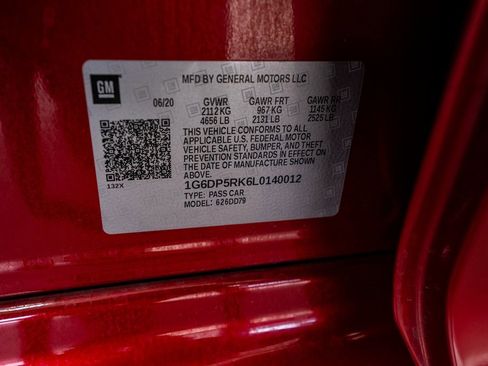 GM
MFD BY GENERAL MOTORS LLC
06/20 GVWR GAWR FRT GAWR RR
2112 KG 967 KG 1145 KG
4656 LB 2131 LB 2525 LB
THIS VEHICLE CONFORMS TO ALL
APPLICABLE U.S. FEDERAL MOTOR
VEHICLE SAFETY, BUMPER, AND THEFT
PREVENTION STANDARDS IN EFFECT ON
THE DATE OF MANUFACTURE SHOWN
ABOVE.
132X
1G6DP5RK6L0140012
TYPE: PASS CAR
MODEL: 626DD79